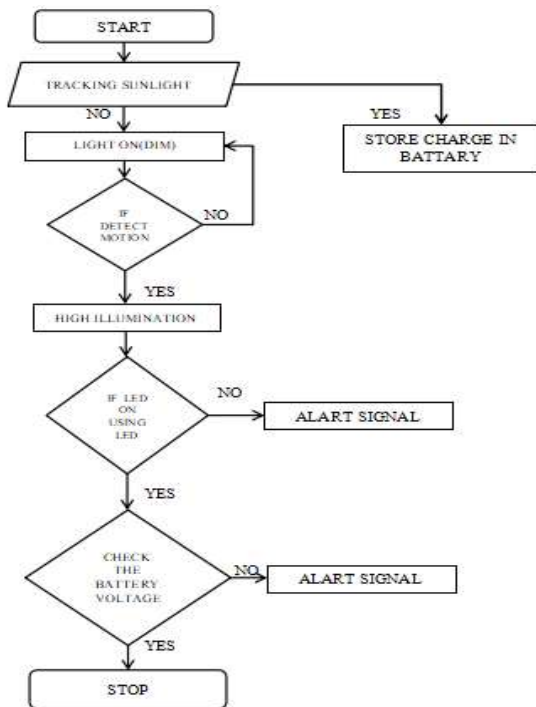 START
TRACKING SUNLIGHT
NO
YES
LIGHT ON(DIM)
STORE CHARGE IN
BATTARY
IF
DETECT
MOTION
NO
YES
HIGH ILLUMINATION
IF LED
ON
USING
LED
NO
ALART SIGNAL
YES
CHECK
THE
BATTERY
VOLTAGE
NO
ALART SIGNAL
YES
STOP